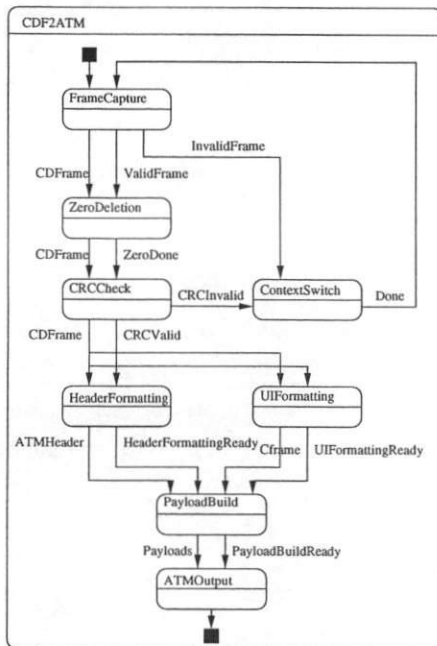 CDF2ATM
FrameCapture
InvalidFrame
CDFrame ValidFrame
ZeroDeletion
CDFrame ZeroDone
CRCCheck CRCInvalid ContextSwitch Done
CDFrame CRCValid
HeaderFormatting UIFormatting
ATMHeader HeaderFormattingReady Cframe UIFormattingReady
PayloadBuild
Payloads PayloadBuildReady
ATMOutput